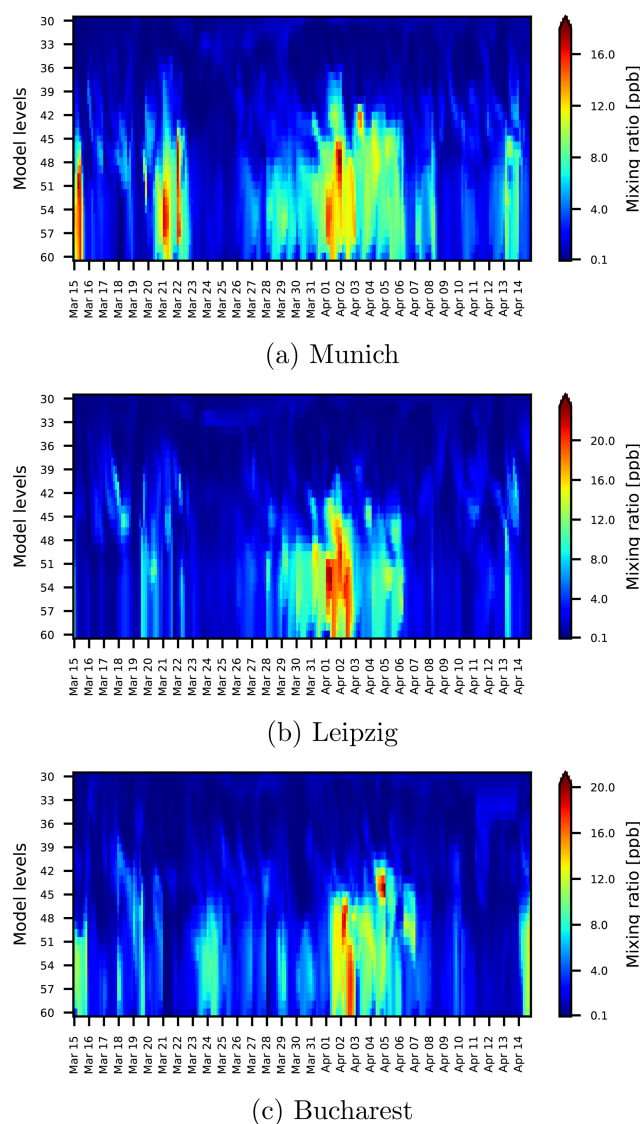 30
33
36
39
42
45
48
51
54
57
60
Model levels
Mar 15
Mar 16
Mar 17
Mar 18
Mar 19
Mar 20
Mar 21
Mar 22
Mar 23
Mar 24
Mar 25
Mar 26
Mar 27
Mar 28
Mar 29
Mar 30
Mar 31
Apr 01
Apr 02
Apr 03
Apr 04
Apr 05
Apr 06
Apr 07
Apr 08
Apr 09
Apr 10
Apr 11
Apr 12
Apr 13
Apr 14
16.0
12.0
8.0
4.0
0.1
Mixing ratio [ppb]
(a) Munich
30
33
36
39
42
45
48
51
54
57
60
Model levels
Mar 15
Mar 16
Mar 17
Mar 18
Mar 19
Mar 20
Mar 21
Mar 22
Mar 23
Mar 24
Mar 25
Mar 26
Mar 27
Mar 28
Mar 29
Mar 30
Mar 31
Apr 01
Apr 02
Apr 03
Apr 04
Apr 05
Apr 06
Apr 07
Apr 08
Apr 09
Apr 10
Apr 11
Apr 12
Apr 13
Apr 14
20.0
16.0
12.0
8.0
4.0
0.1
Mixing ratio [ppb]
(b) Leipzig
30
33
36
39
42
45
48
51
54
57
60
Model levels
Mar 15
Mar 16
Mar 17
Mar 18
Mar 19
Mar 20
Mar 21
Mar 22
Mar 23
Mar 24
Mar 25
Mar 26
Mar 27
Mar 28
Mar 29
Mar 30
Mar 31
Apr 01
Apr 02
Apr 03
Apr 04
Apr 05
Apr 06
Apr 07
Apr 08
Apr 09
Apr 10
Apr 11
Apr 12
Apr 13
Apr 14
20.0
16.0
12.0
8.0
4.0
0.1
Mixing ratio [ppb]
(c) Bucharest